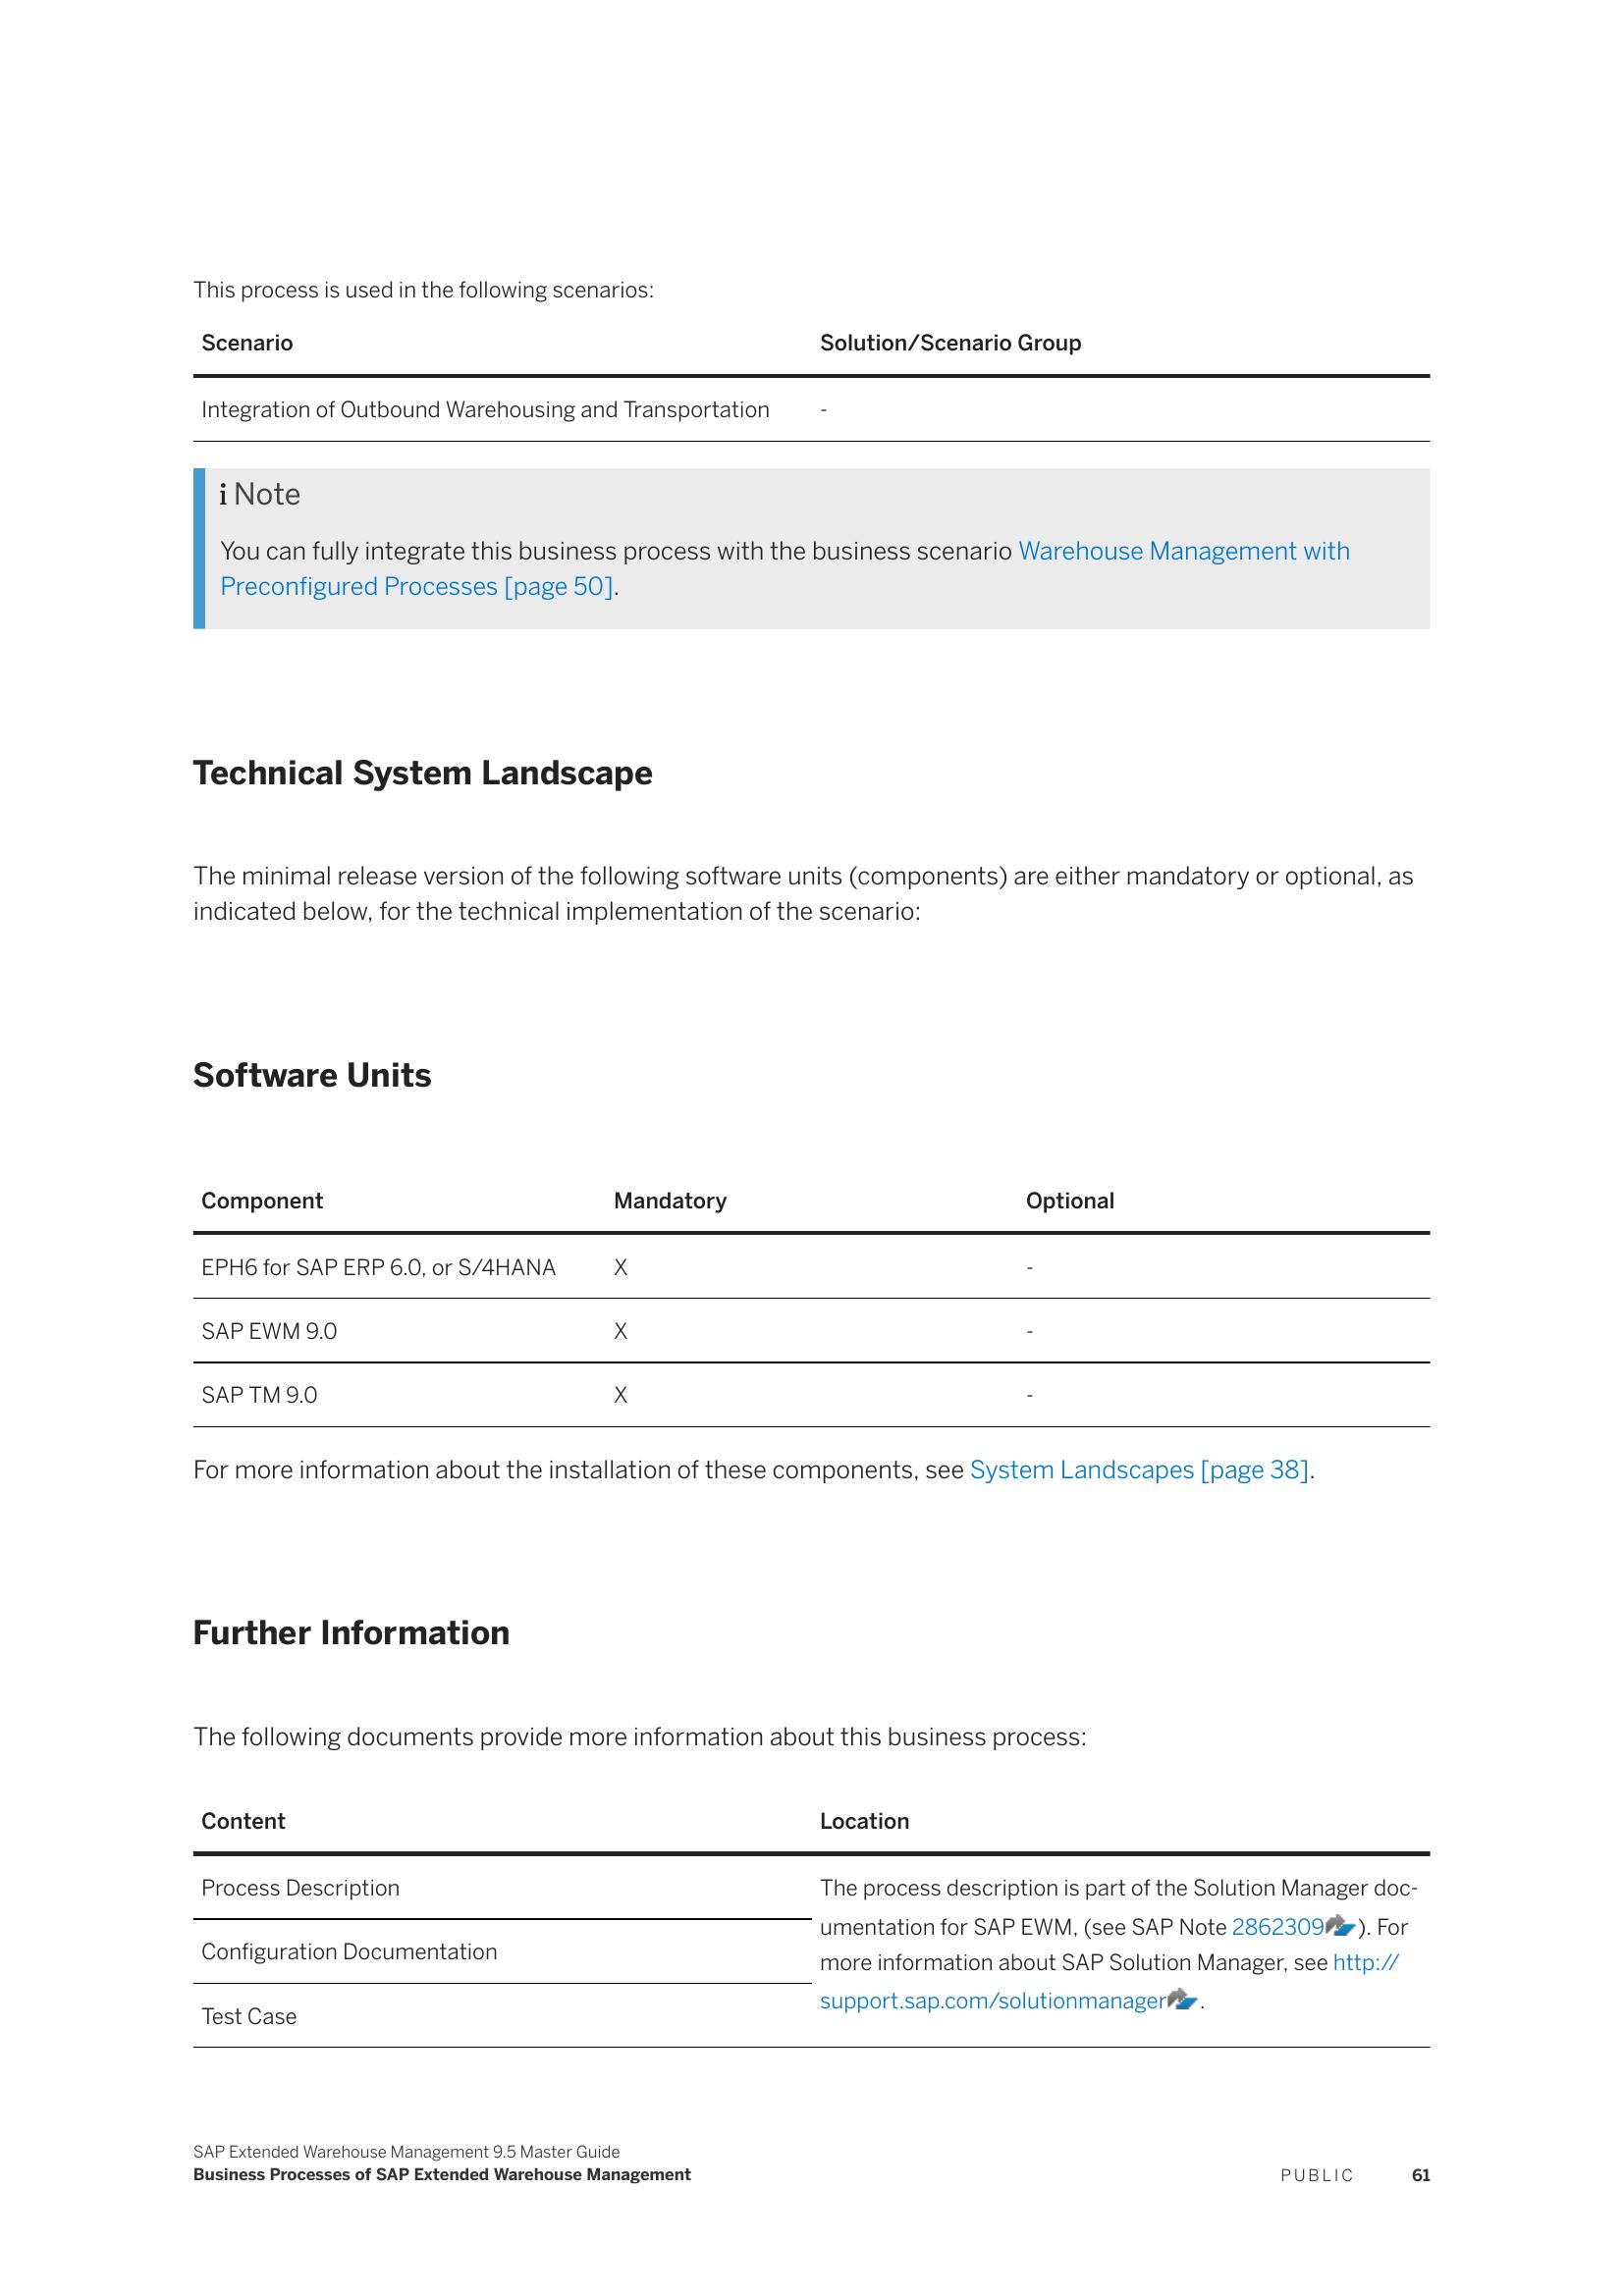 This process is used in the following scenarios:
Scenario Solution/Scenario Group
Integration of Outbound Warehousing and Transportation -
i Note
You can fully integrate this business process with the business scenario Warehouse Management with
Preconfigured Processes [page 50].
Technical System Landscape
The minimal release version of the following software units (components) are either mandatory or optional, as
indicated below, for the technical implementation of the scenario:
Software Units
Component Mandatory Optional
EPH6 for SAP ERP 6.0, or S/4HANA X -
SAP EWM 9.0 X -
SAP TM 9.0 X -
For more information about the installation of these components, see System Landscapes [page 38].
Further Information
The following documents provide more information about this business process:
Content Location
Process Description
Configuration Documentation
Test Case
The process description is part of the Solution Manager doc-
umentation for SAP EWM, (see SAP Note 2862309). For
more information about SAP Solution Manager, see http://
support.sap.com/solutionmanager.
SAP Extended Warehouse Management 9.5 Master Guide
Business Processes of SAP Extended Warehouse Management PUBLIC 61